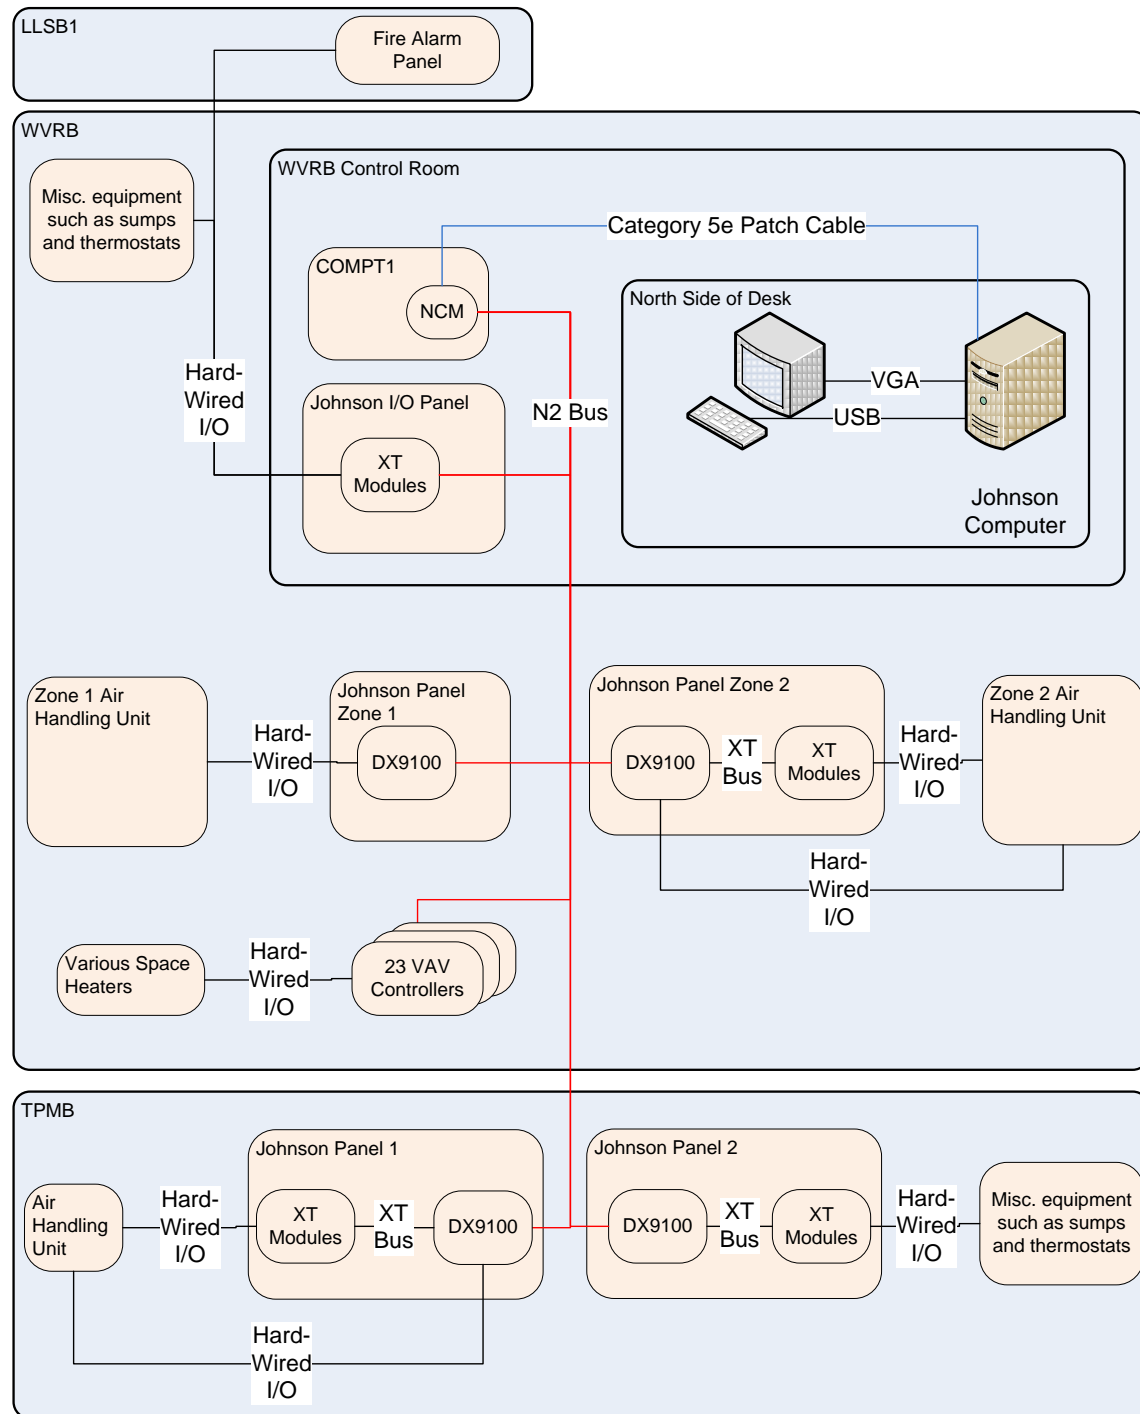 LLSB1
Fire Alarm
Panel
WVRB
Misc. equipment
such as sumps
and thermostats
WVRB Control Room
Category 5e Patch Cable
COMPT1
NCM
North Side of Desk
VGA
USB
Johnson
Computer
Hard-
Wired
I/O
Johnson I/O Panel
XT
Modules
N2 Bus
Zone 1 Air
Handling Unit
Hard-
Wired
I/O
Johnson Panel
Zone 1
DX9100
Johnson Panel Zone 2
DX9100
XT
Bus
XT
Modules
Hard-
Wired
I/O
Zone 2 Air
Handling Unit
Hard-
Wired
I/O
Various Space
Heaters
Hard-
Wired
I/O
23 VAV
Controllers
TPMB
Air
Handling
Unit
Hard-
Wired
I/O
Johnson Panel 1
XT
Modules
XT
Bus
DX9100
Johnson Panel 2
DX9100
XT
Bus
XT
Modules
Hard-
Wired
I/O
Misc. equipment
such as sumps
and thermostats
Hard-
Wired
I/O